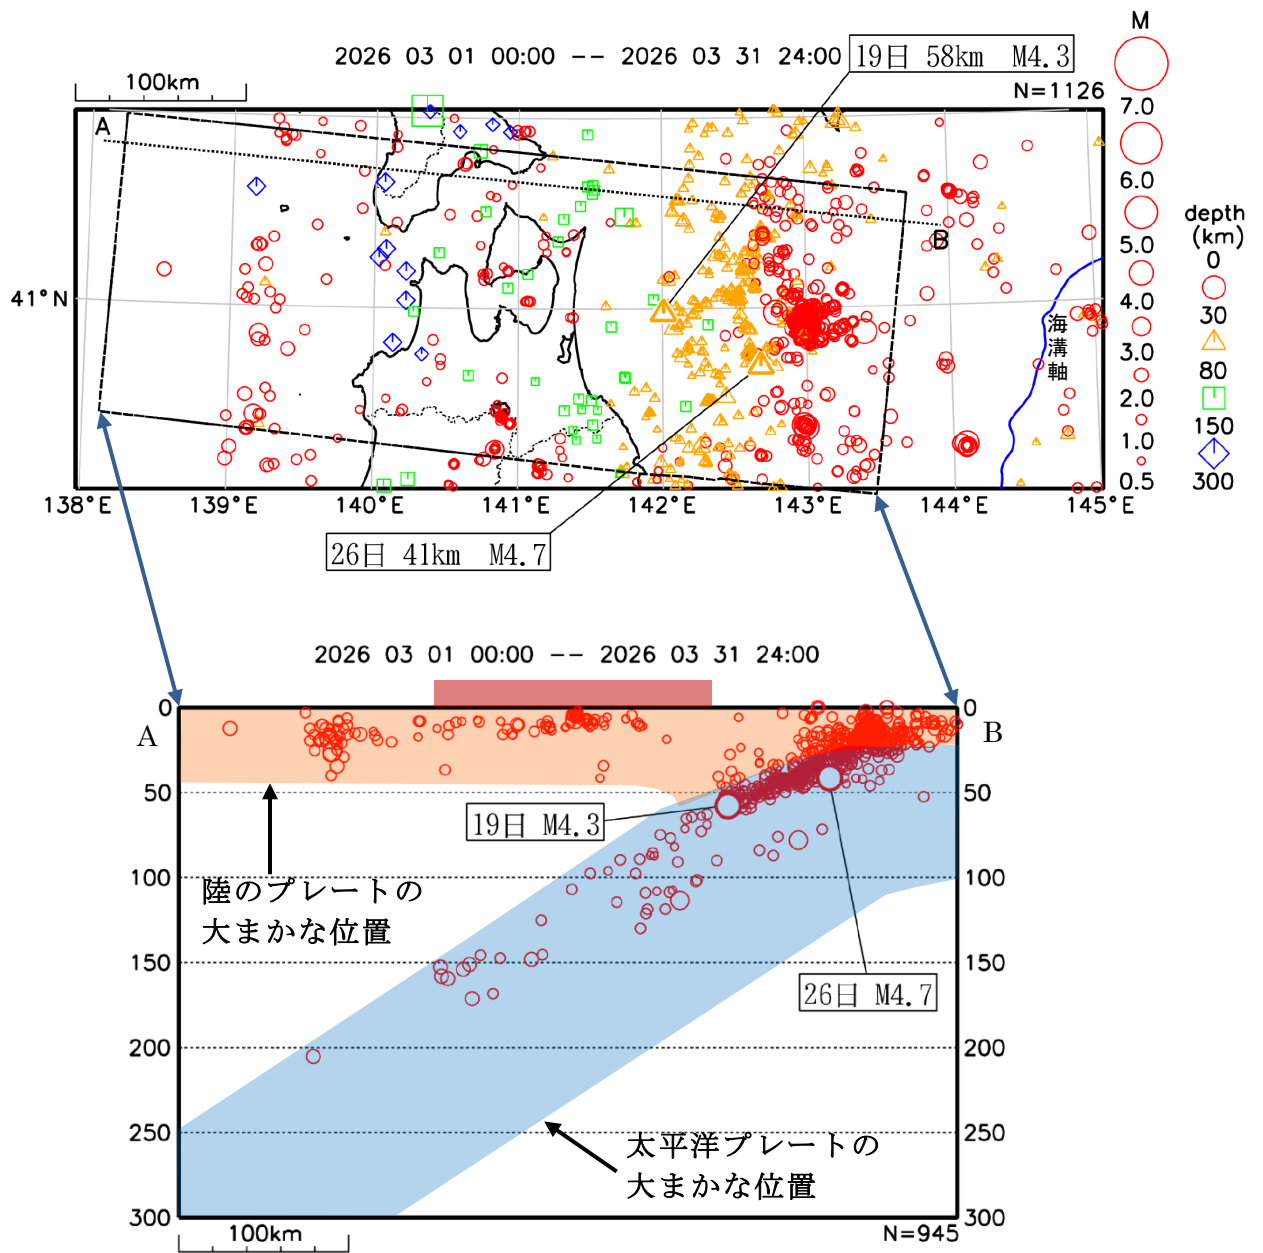 M
2026 03 01 00:00 -- 2026 03 31 24:00
19日 58km M4.3
100km
N=1126
7.0
A
6.0
depth
(km)
5.0
B
0
41°N
4.0
海溝軸
30
3.0
80
2.0
150
1.0
300
0.5
138°E
139°E
140°E
141°E
142°E
143°E
144°E
145°E
26日 41km M4.7
2026 03 01 00:00 -- 2026 03 31 24:00
0
0
A
B
50
50
19日 M4.3
100
100
陸のプレートの
大まかな位置
150
150
26日 M4.7
200
200
250
250
太平洋プレートの
大まかな位置
300
300
100km
N=945